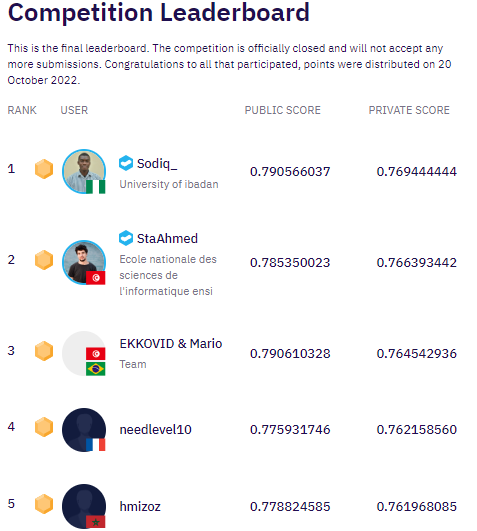 Competition Leaderboard
This is the final leaderboard. The competition is officially closed and will not accept any
more submissions. Congratulations to all that participated, points were distributed on 20
October 2022.
RANK USER PUBLIC SCORE PRIVATE SCORE
1 Sodiq_ 0.790566037 0.769444444
University of ibadan
2 StaAhmed 0.785350023 0.766393442
Ecole nationale des
sciences de
l'informatique ensi
3 EKKOVID & Mario 0.790610328 0.764542936
Team
4 needlevel10 0.775931746 0.762158560
5 hmizoz 0.778824585 0.761968085